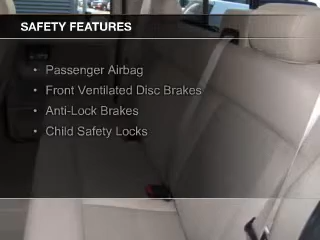 SAFETY FEATURES
• Passenger Airbag
• Front Ventilated Disc Brakes
• Anti-Lock Brakes
• Child Safety Locks